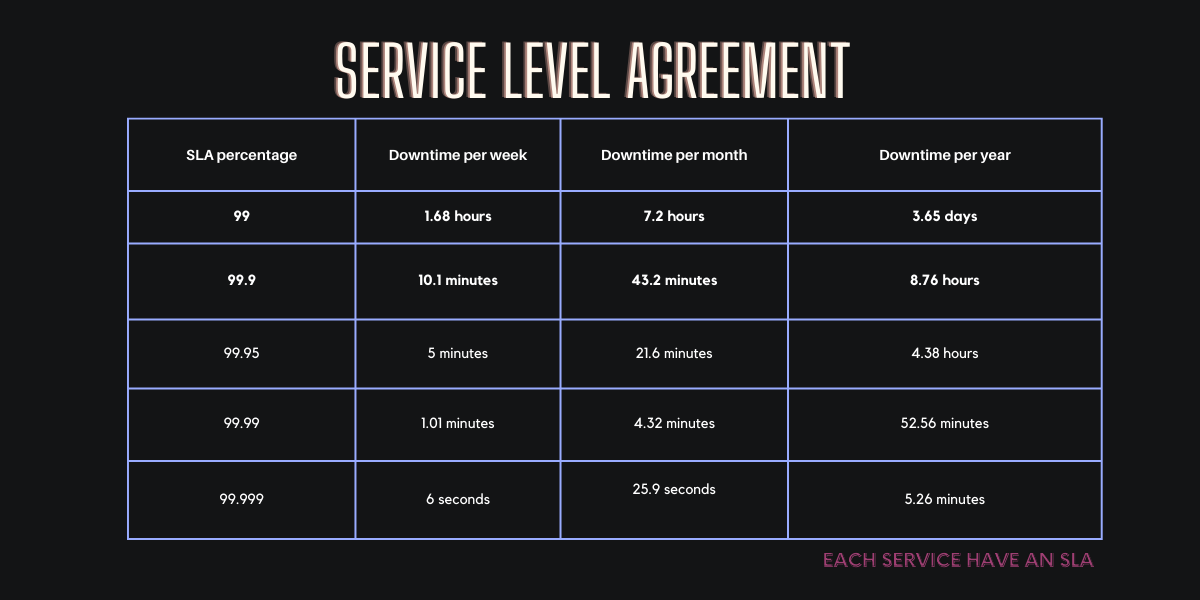 SERVICE LEVEL AGREEMENT
SLA percentage Downtime per week Downtime per month Downtime per year
99 1.68 hours 7.2 hours 3.65 days
99.9 10.1 minutes 43.2 minutes 8.76 hours
99.95 5 minutes 21.6 minutes 4.38 hours
99.99 1.01 minutes 4.32 minutes 52.56 minutes
99.999 6 seconds 25.9 seconds 5.26 minutes
EACH SERVICE HAVE AN SLA